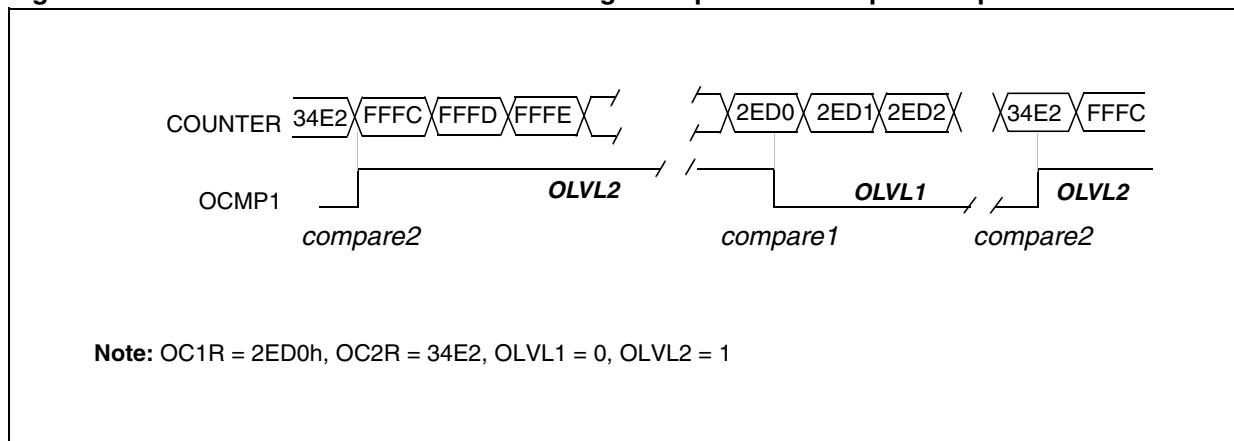 COUNTER 34E2 FFFC FFFD FFFE 2ED0 2ED1 2ED2 34E2 FFFC
OCMP1 OLVL2 OLVL1 OLVL2
compare2 compare1 compare2
Note: OC1R = 2ED0h, OC2R = 34E2, OLVL1 = 0, OLVL2 = 1